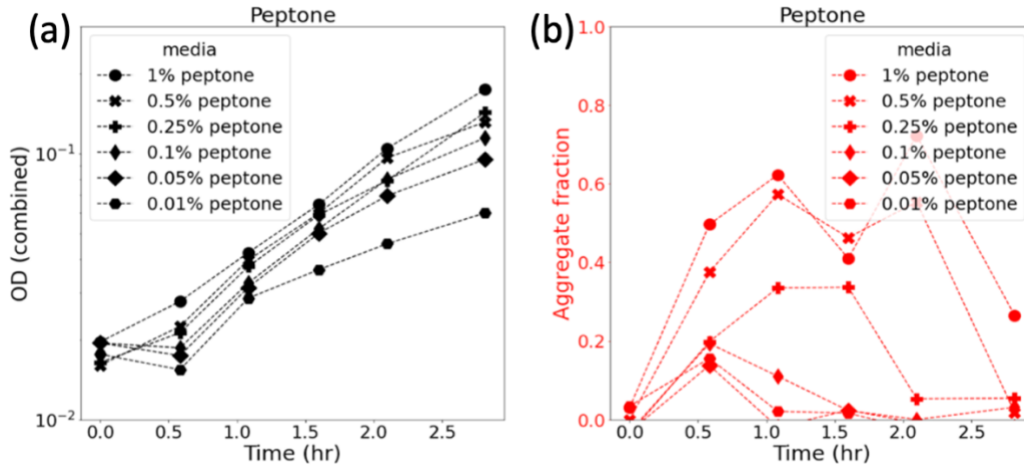 (a)
Peptone
media
1% peptone
0.5% peptone
0.25% peptone
0.1% peptone
0.05% peptone
0.01% peptone
OD (combined)
10⁻¹
10⁻²
0.0 0.5 1.0 1.5 2.0 2.5
Time (hr)
(b)
Peptone
media
1% peptone
0.5% peptone
0.25% peptone
0.1% peptone
0.05% peptone
0.01% peptone
Aggregate fraction
1.0
0.8
0.6
0.4
0.2
0.0
0.0 0.5 1.0 1.5 2.0 2.5
Time (hr)